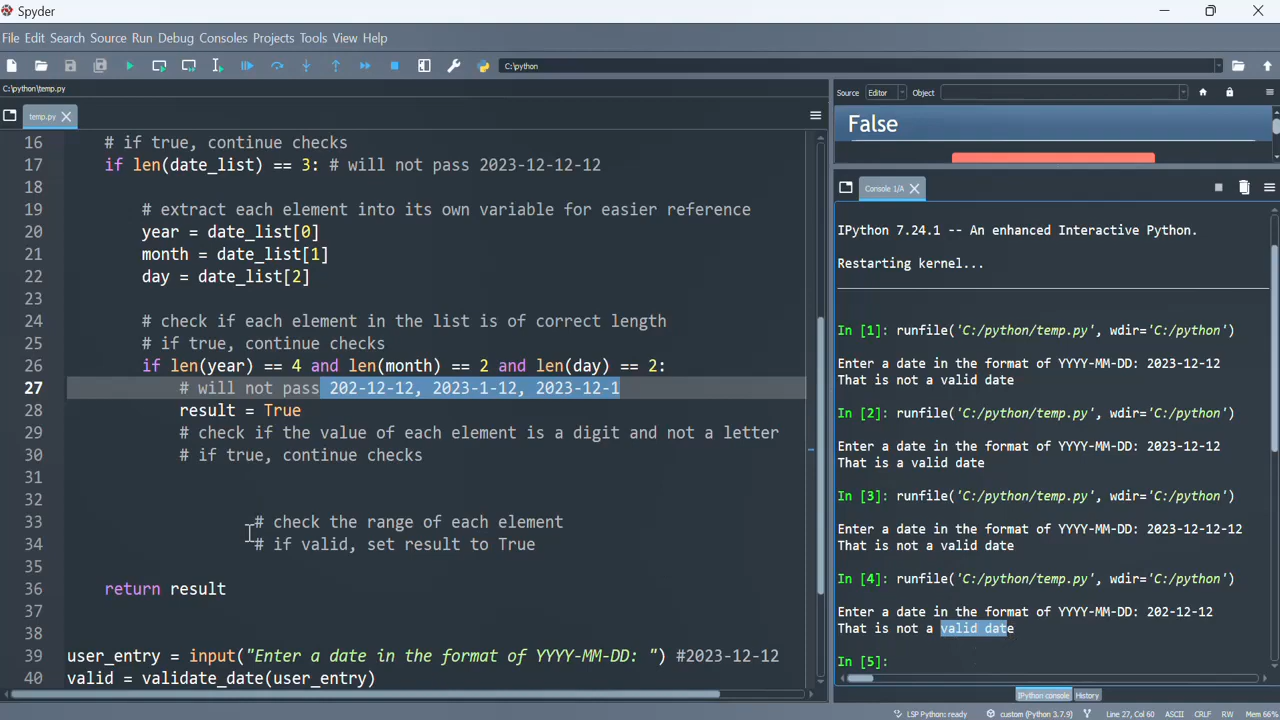 Spyder
File Edit Search Source Run Debug Consoles Projects Tools View Help
C:\python
C:\python\temp.py
temp.py
16 # if true, continue checks
17 if len(date_list) == 3: # will not pass 2023-12-12-12
18
19 # extract each element into its own variable for easier reference
20 year = date_list[0]
21 month = date_list[1]
22 day = date_list[2]
23
24 # check if each element in the list is of correct length
25 # if true, continue checks
26 if len(year) == 4 and len(month) == 2 and len(day) == 2:
27 # will not pass 202-12-12, 2023-1-12, 2023-12-1
28 result = True
29 # check if the value of each element is a digit and not a letter
30 # if true, continue checks
31
32
33 # check the range of each element
34 # if valid, set result to True
35
36 return result
37
38
39 user_entry = input("Enter a date in the format of YYYY-MM-DD: ") #2023-12-12
40 valid = validate_date(user_entry)
Source Editor Object
False
Console 1/A
IPython 7.24.1 -- An enhanced Interactive Python.
Restarting kernel...
In [1]: runfile('C:/python/temp.py', wdir='C:/python')
Enter a date in the format of YYYY-MM-DD: 2023-12/12
That is not a valid date
In [2]: runfile('C:/python/temp.py', wdir='C:/python')
Enter a date in the format of YYYY-MM-DD: 2023-12-12
That is a valid date
In [3]: runfile('C:/python/temp.py', wdir='C:/python')
Enter a date in the format of YYYY-MM-DD: 2023-12-12-12
That is not a valid date
In [4]: runfile('C:/python/temp.py', wdir='C:/python')
Enter a date in the format of YYYY-MM-DD: 202-12-12
That is not a valid date
In [5]:
IPython console History
LSP Python: ready custom (Python 3.7.9) Line 27, Col 60 ASCII CRLF RW Mem 66%